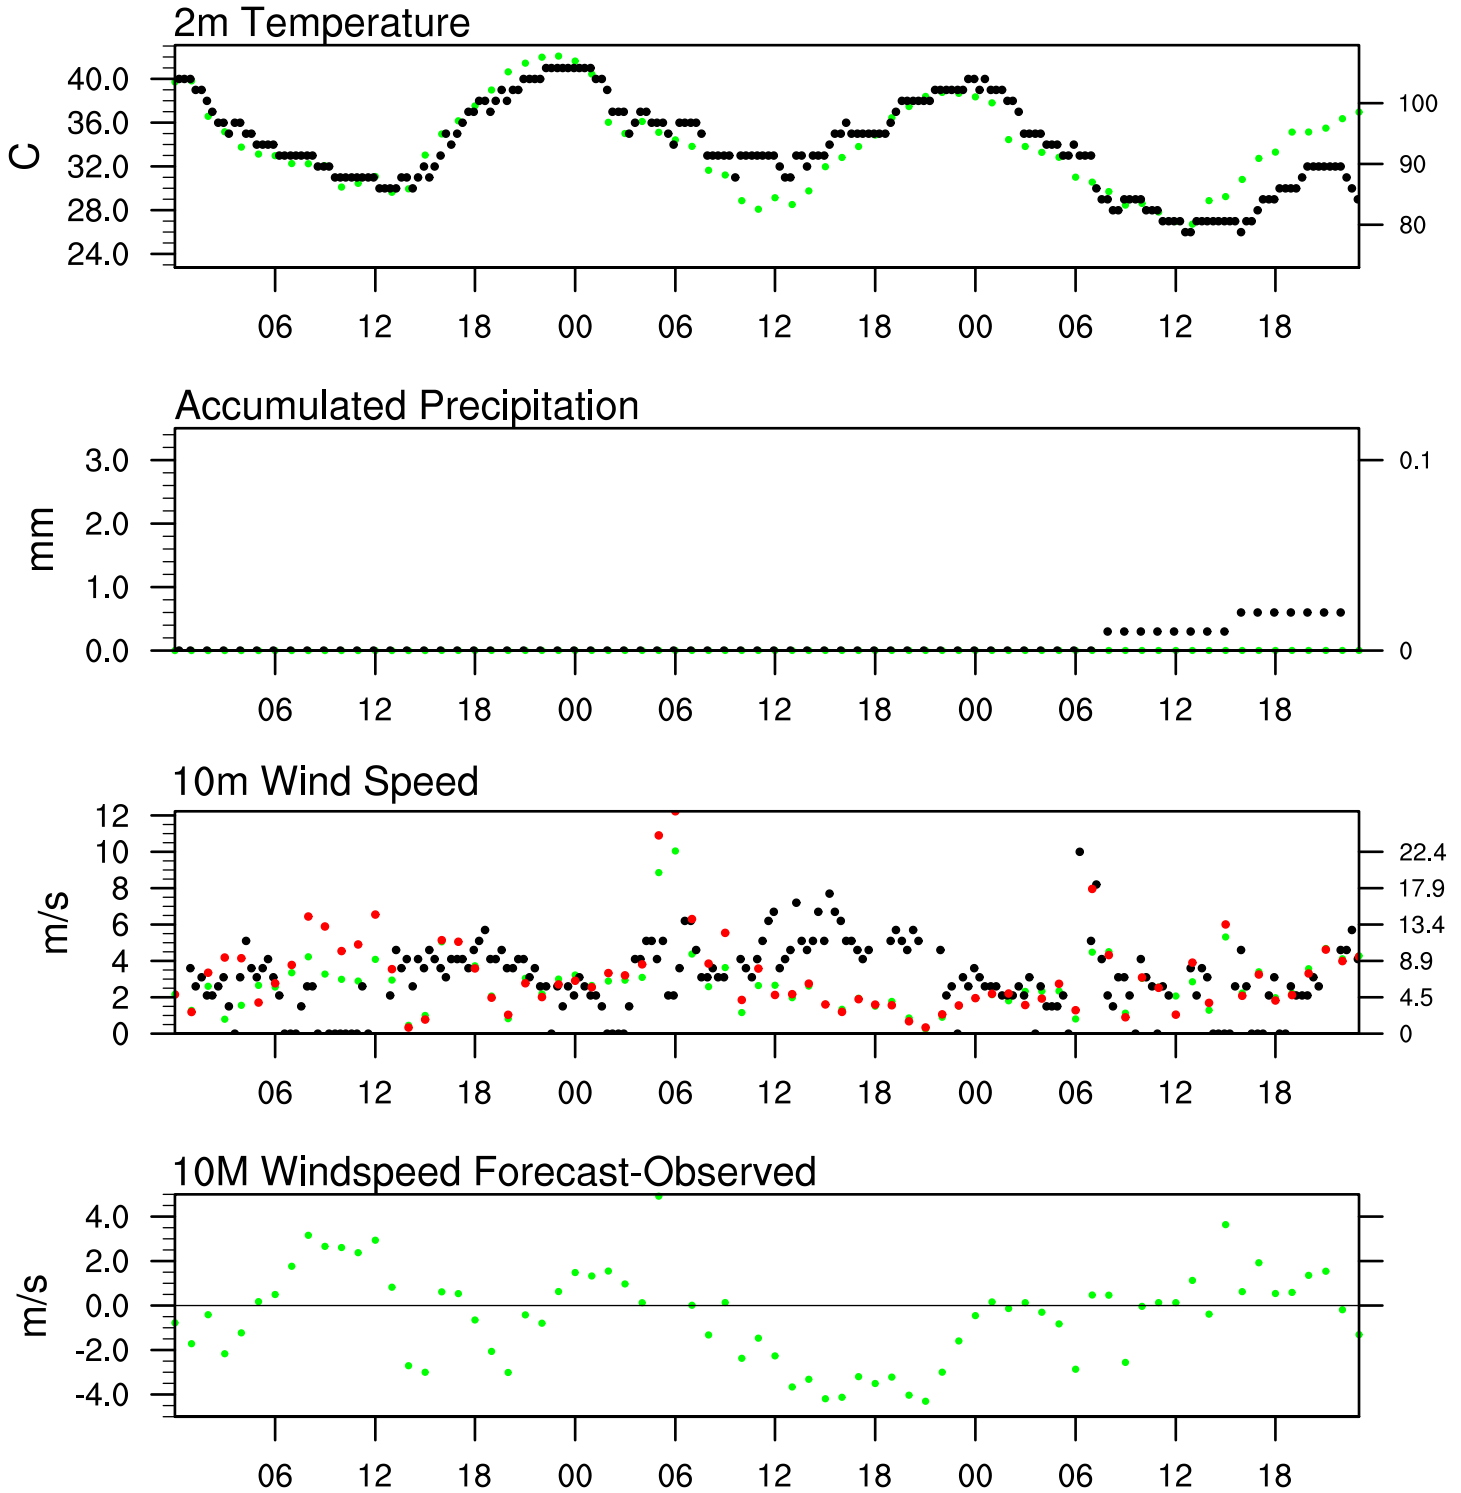 2m Temperature
40.0
36.0
32.0
28.0
24.0
C
100
90
80
06 12 18 00 06 12 18 00 06 12 18
Accumulated Precipitation
3.0
2.0
1.0
0.0
mm
0.1
0
06 12 18 00 06 12 18 00 06 12 18
10m Wind Speed
12
10
8
6
4
2
0
m/s
22.4
17.9
13.4
8.9
4.5
0
06 12 18 00 06 12 18 00 06 12 18
10M Windspeed Forecast-Observed
4.0
2.0
0.0
-2.0
-4.0
m/s
06 12 18 00 06 12 18 00 06 12 18